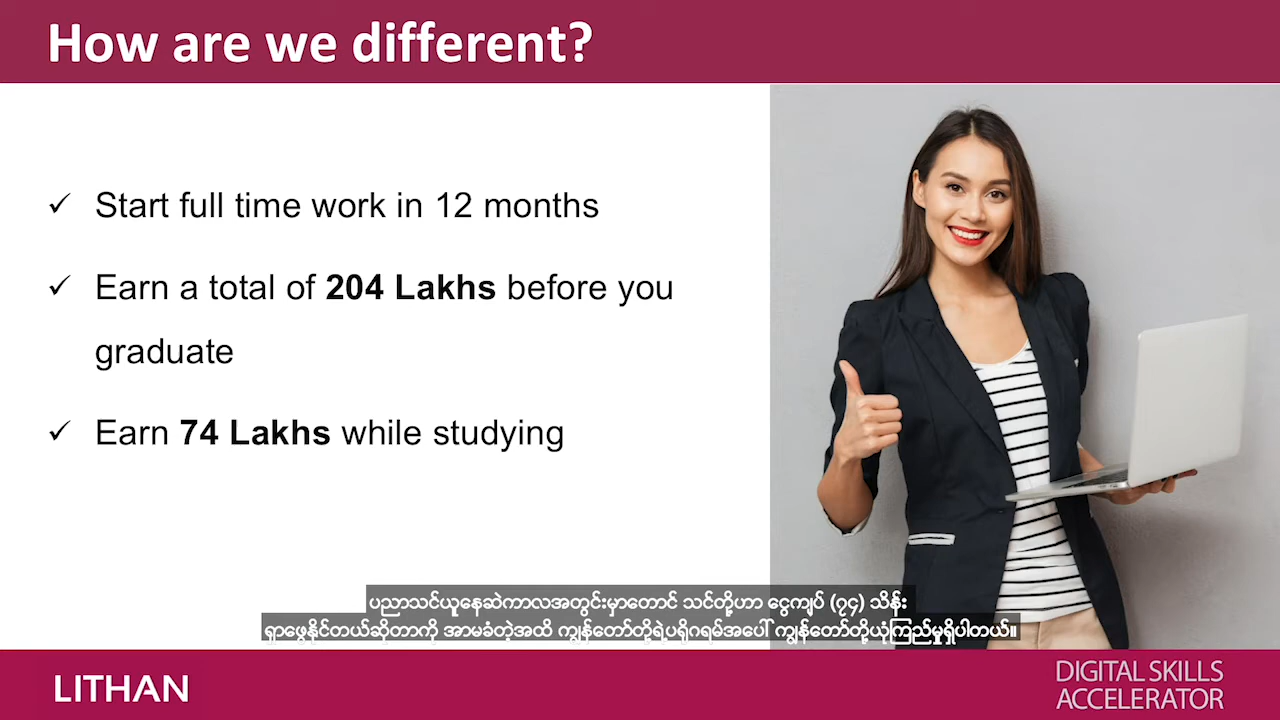 How are we different?
✓ Start full time work in 12 months
✓ Earn a total of 204 Lakhs before you
graduate
✓ Earn 74 Lakhs while studying
ပညာသင်ယူနေဆဲကာလအတွင်းမှာတောင် သင်တို့ဟာ ငွေကျပ် (၇၄) သိန်း
ရှာဖွေနိုင်တယ်ဆိုတာကို အာမခံတဲ့အထိ ကျွန်တော်တို့ရဲ့ပရိုဂရမ်အပေါ် ကျွန်တော်တို့ယုံကြည်မှုရှိပါတယ်။
LITHAN
DIGITAL SKILLS
ACCELERATOR